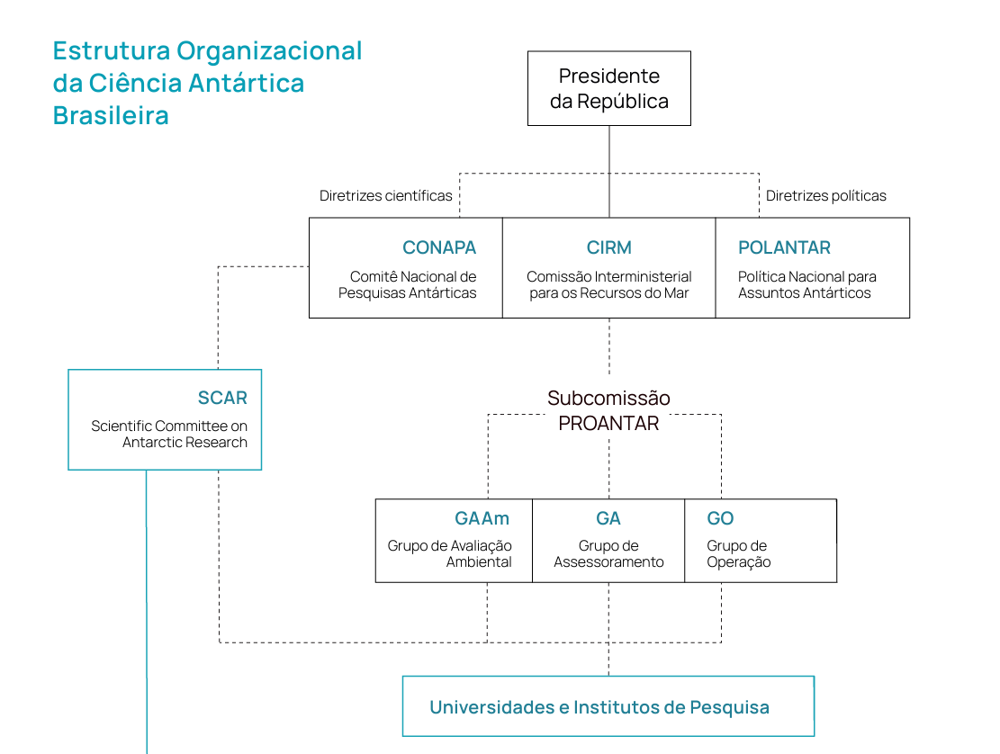 Estrutura Organizacional
da Ciência Antártica
Brasileira
Presidente
da República
Diretrizes científicas
Diretrizes políticas
CONAPA
Comitê Nacional de
Pesquisas Antárticas
CIRM
Comissão Interministerial
para os Recursos do Mar
POLANTAR
Política Nacional para
Assuntos Antárticos
SCAR
Scientific Committee on
Antarctic Research
Subcomissão
PROANTAR
GAAm
Grupo de Avaliação
Ambiental
GA
Grupo de
Assessoramento
GO
Grupo de
Operação
Universidades e Institutos de Pesquisa